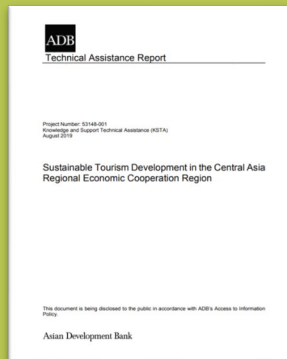 ADB
Technical Assistance Report
Project Number: 53148-001
Knowledge and Support Technical Assistance (KSTA)
August 2019
Sustainable Tourism Development in the Central Asia
Regional Economic Cooperation Region
This document is being disclosed to the public in accordance with ADB's Access to Information
Policy.
Asian Development Bank